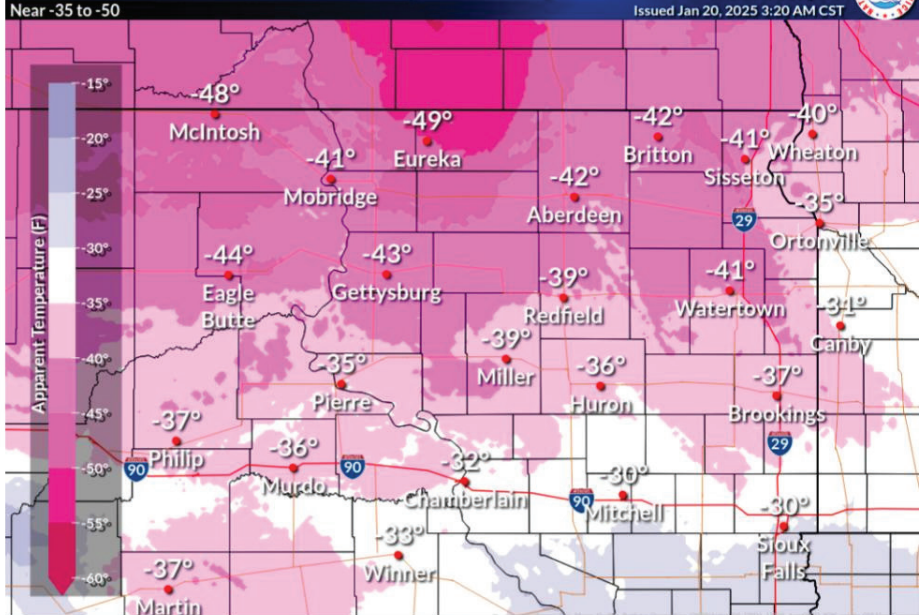 Near -35 to -50
Issued Jan 20, 2025 3:20 AM CST
Apparent Temperature (F)
-15°
-20°
-25°
-30°
-35°
-40°
-45°
-50°
-55°
-60°
-48°
McIntosh
-49°
Eureka
-42°
Britton
-41°
Sisseton
-40°
Wheaton
-41°
Mobridge
-42°
Aberdeen
29
-35°
Ortonville
-44°
Eagle
Butte
-43°
Gettysburg
-39°
Redfield
-41°
Watertown
-31°
Canby
-39°
Miller
-35°
Pierre
-36°
Huron
-37°
Brookings
29
-37°
Philip
90
-36°
Murdo
90
-32°
Chamberlain
90
-30°
Mitchell
-30°
Sioux
Falls
-33°
Winner
-37°
Martin